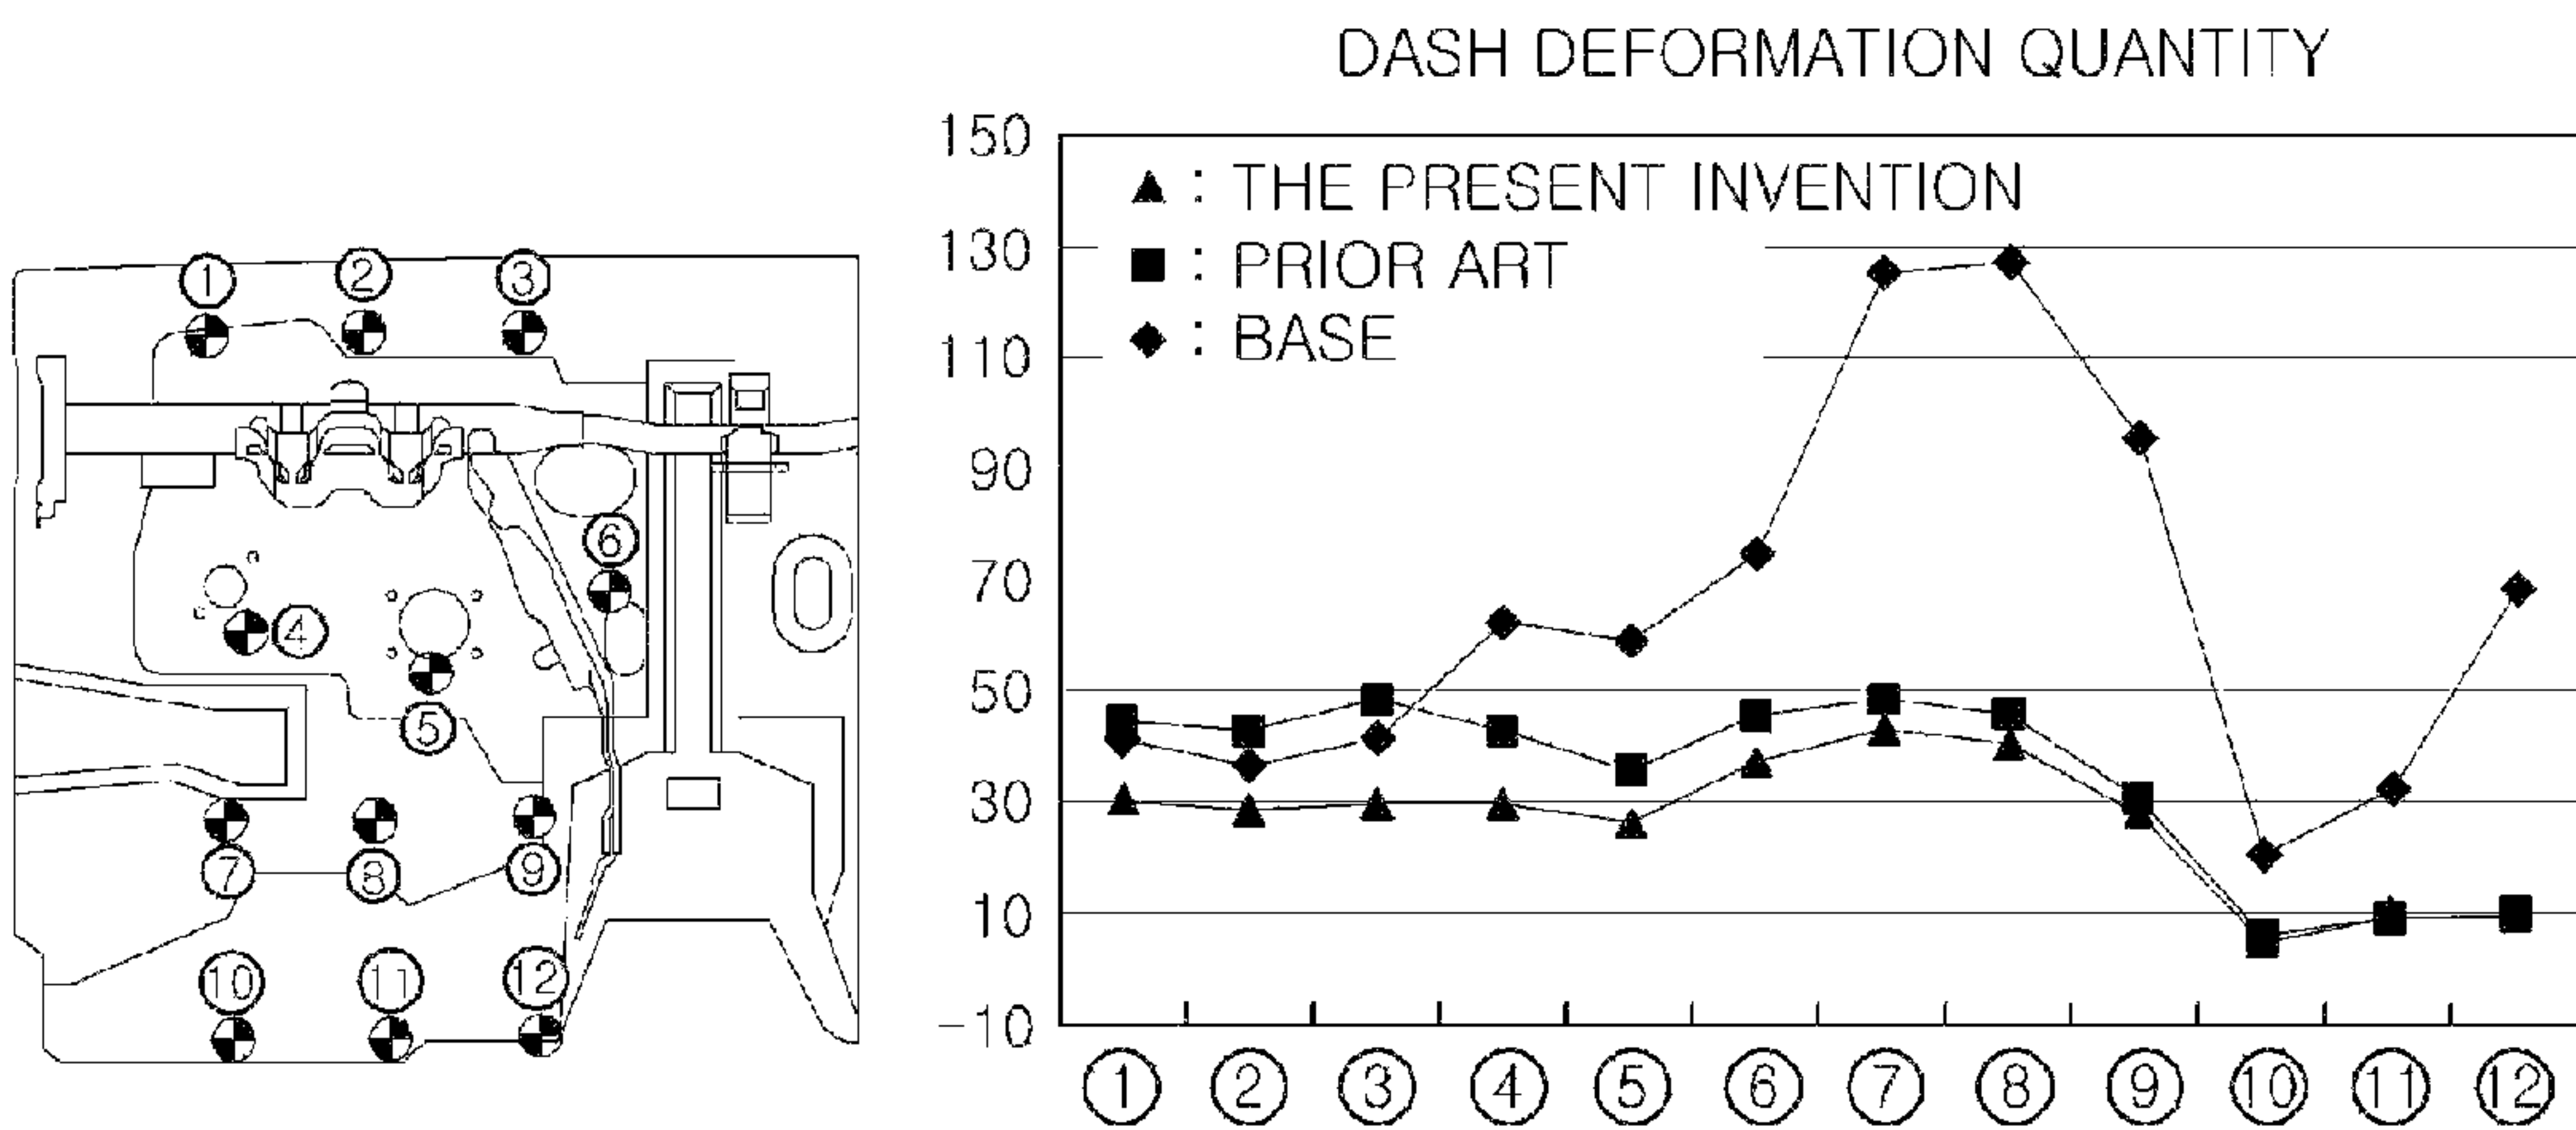 DASH DEFORMATION QUANTITY
150
▲ : THE PRESENT INVENTION
130
■ : PRIOR ART
◆ : BASE
110
90
70
50
30
10
-10
① ② ③ ④ ⑤ ⑥ ⑦ ⑧ ⑨ ⑩ ⑪ ⑫
① ② ③
⑥
④
⑤
⑦ ⑧ ⑨
⑩ ⑪ ⑫